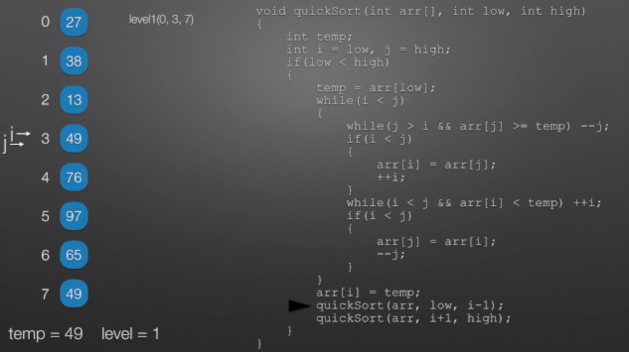 level1(0, 3, 7)
0 27
1 38
2 13
i j 3 49
4 76
5 97
6 65
7 49
temp = 49 level = 1
void quickSort(int arr[], int low, int high)
{
int temp;
int i = low, j = high;
if(low < high)
{
temp = arr[low];
while(i < j)
{
while(j > i && arr[j] >= temp) --j;
if(i < j)
{
arr[i] = arr[j];
++i;
}
while(i < j && arr[i] < temp) ++i;
if(i < j)
{
arr[j] = arr[i];
--j;
}
}
arr[i] = temp;
quickSort(arr, low, i-1);
quickSort(arr, i+1, high);
}
}